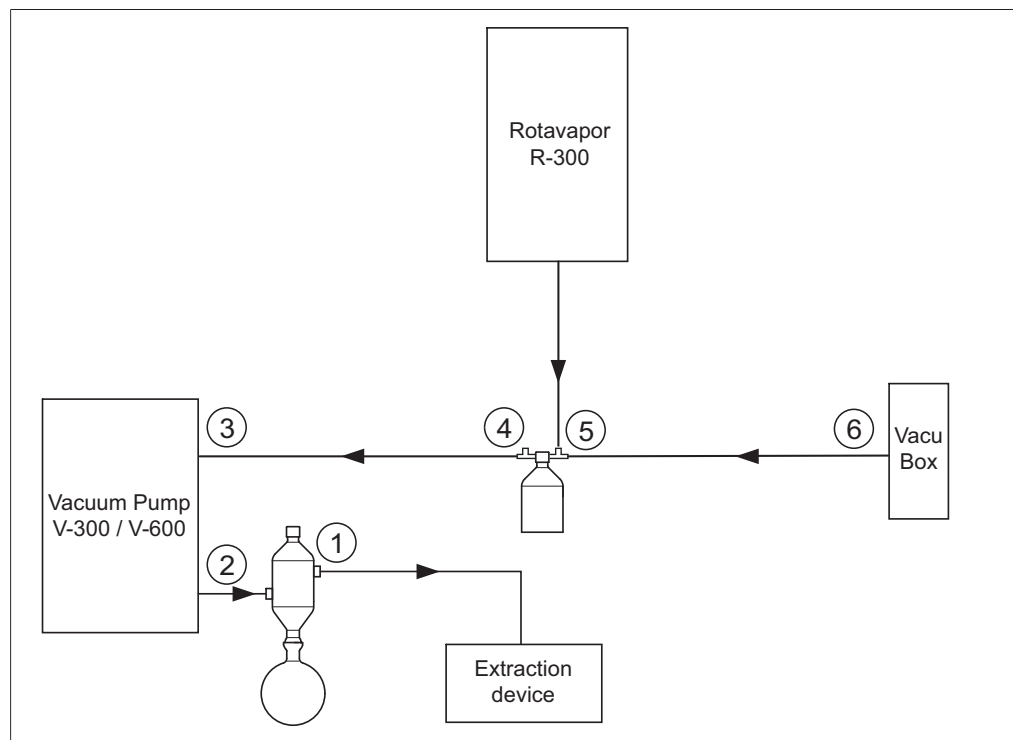 Rotavapor
R-300
3
4
5
6
Vacu
Box
Vacuum Pump
V-300 / V-600
2
1
Extraction
device